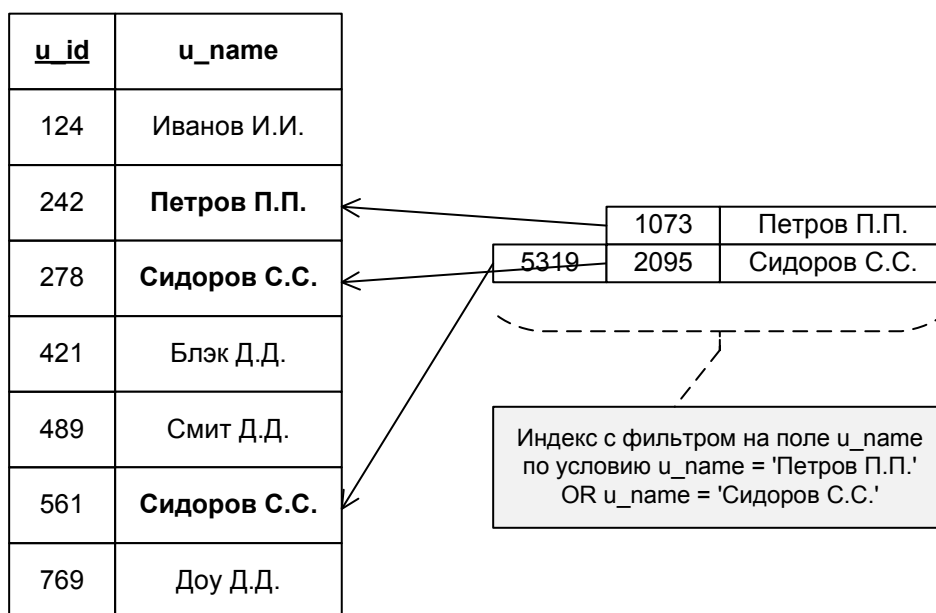 u_id u_name
124 Иванов И.И.
242 Петров П.П.
278 Сидоров С.С.
421 Блэк Д.Д.
489 Смит Д.Д.
561 Сидоров С.С.
769 Доу Д.Д.
1073 Петров П.П.
5319 2095 Сидоров С.С.
Индекс с фильтром на поле u_name
по условию u_name = 'Петров П.П.'
OR u_name = 'Сидоров С.С.'